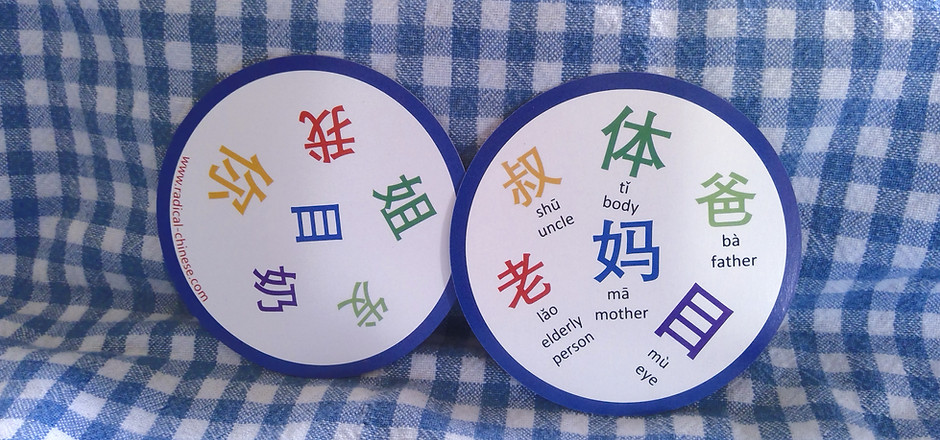 我
你
姐
目
奶
www.radical-chinese.com
体
tǐ
body
叔
shū
uncle
爸
bà
father
妈
mā
mother
老
lǎo
elderly
person
目
mù
eye